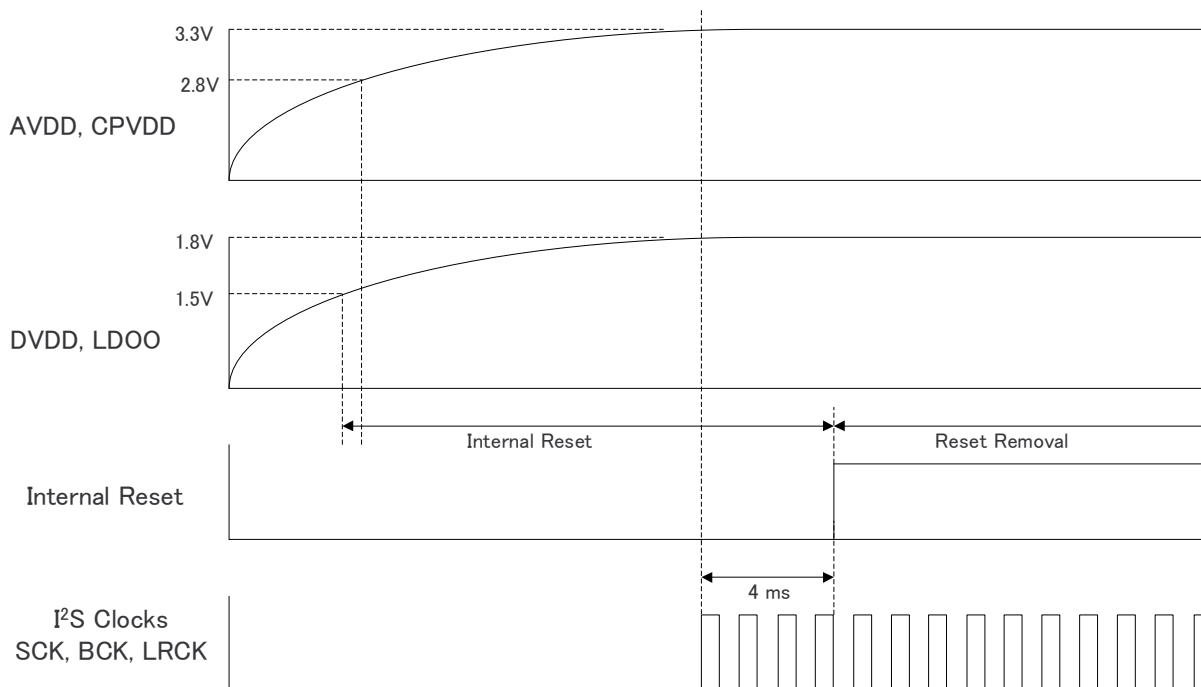 3.3V
2.8V
AVDD, CPVDD
1.8V
1.5V
DVDD, LDOO
Internal Reset
Reset Removal
Internal Reset
4 ms
I²S Clocks
SCK, BCK, LRCK